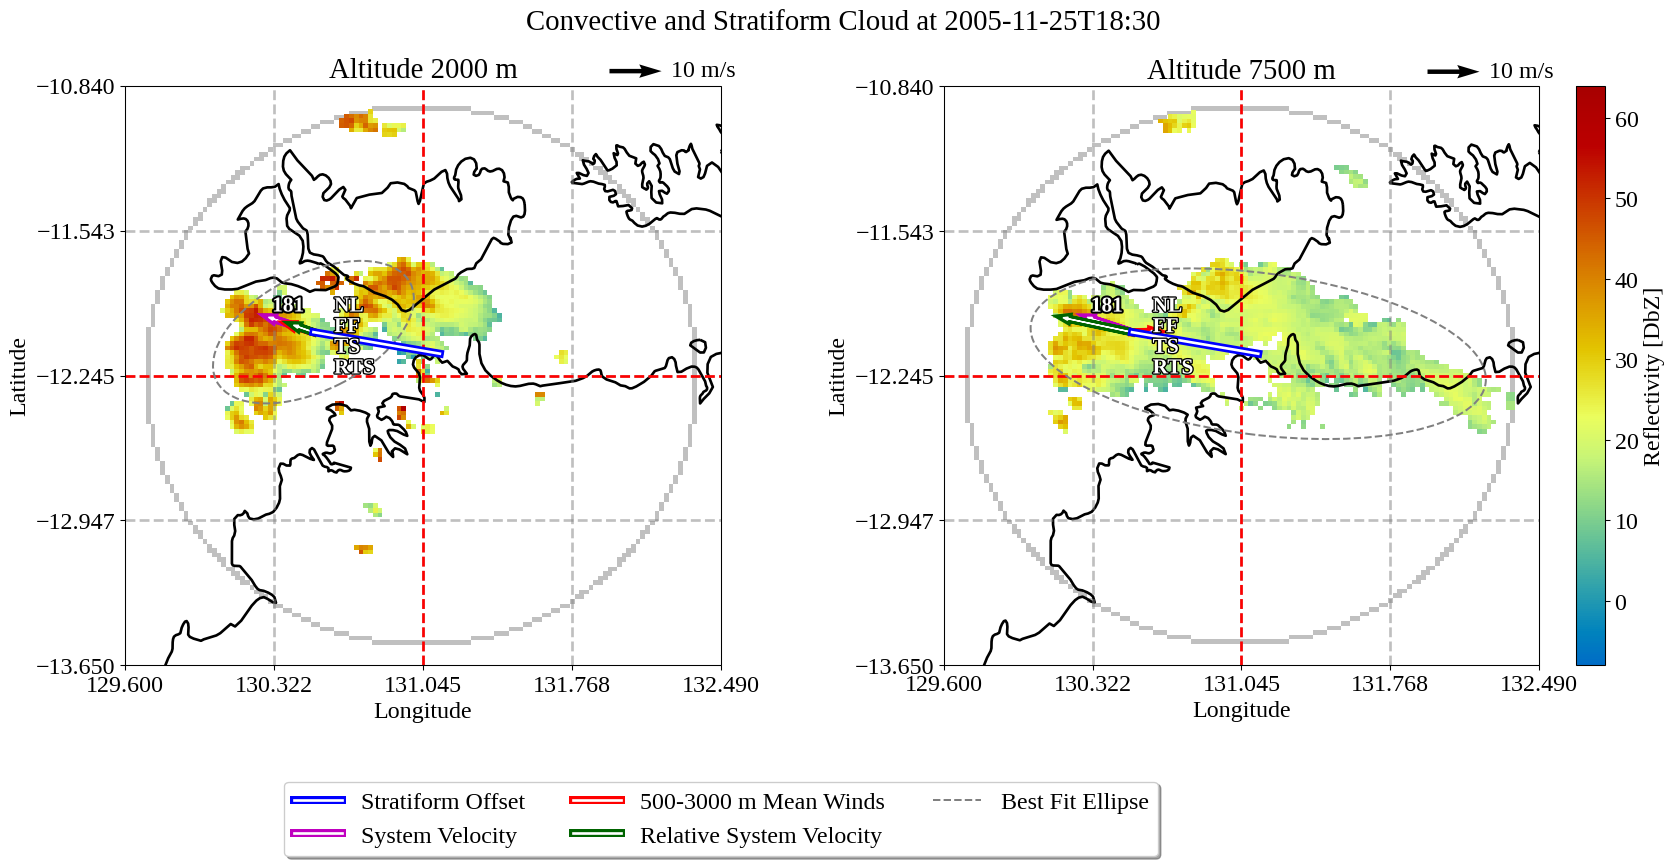 Convective and Stratiform Cloud at 2005-11-25T18:30
Altitude 2000 m
10 m/s
−10.840
−11.543
−12.245
−12.947
−13.650
Latitude
129.600
130.322
131.045
131.768
132.490
Longitude
181
NL
FF
TS
RTS
Altitude 7500 m
10 m/s
−10.840
−11.543
−12.245
−12.947
−13.650
Latitude
129.600
130.322
131.045
131.768
132.490
Longitude
181
NL
FF
TS
RTS
60
50
40
30
20
10
0
Reflectivity [DbZ]
Stratiform Offset
System Velocity
500-3000 m Mean Winds
Relative System Velocity
Best Fit Ellipse